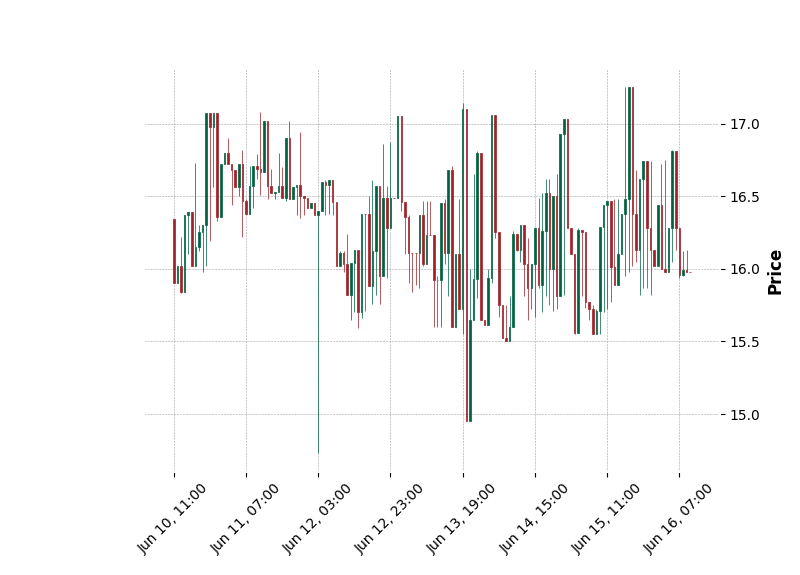 17.0
16.5
16.0
15.5
15.0
Price
Jun 10, 11:00
Jun 11, 07:00
Jun 12, 03:00
Jun 12, 23:00
Jun 13, 19:00
Jun 14, 15:00
Jun 15, 11:00
Jun 16, 07:00